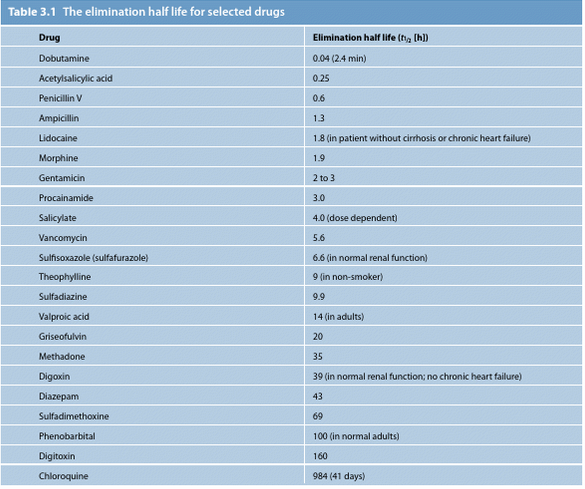 Table 3.1 The elimination half life for selected drugs
Drug Elimination half life (t½ [h])
Dobutamine 0.04 (2.4 min)
Acetylsalicylic acid 0.25
Penicillin V 0.6
Ampicillin 1.3
Lidocaine 1.8 (in patient without cirrhosis or chronic heart failure)
Morphine 1.9
Gentamicin 2 to 3
Procainamide 3.0
Salicylate 4.0 (dose dependent)
Vancomycin 5.6
Sulfisoxazole (sulfafurazole) 6.6 (in normal renal function)
Theophylline 9 (in non-smoker)
Sulfadiazine 9.9
Valproic acid 14 (in adults)
Griseofulvin 20
Methadone 35
Digoxin 39 (in normal renal function; no chronic heart failure)
Diazepam 43
Sulfadimethoxine 69
Phenobarbital 100 (in normal adults)
Digitoxin 160
Chloroquine 984 (41 days)